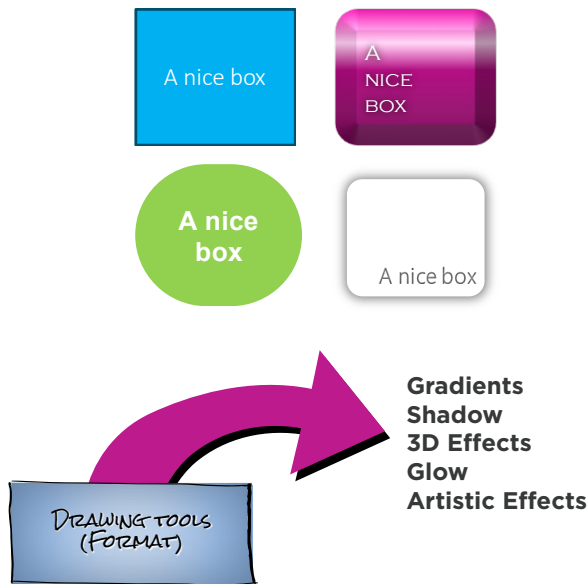 A nice box
A
NICE
BOX
A nice
box
A nice box
Gradients
Shadow
3D Effects
Glow
Artistic Effects
DRAWING TOOLS
(FORMAT)